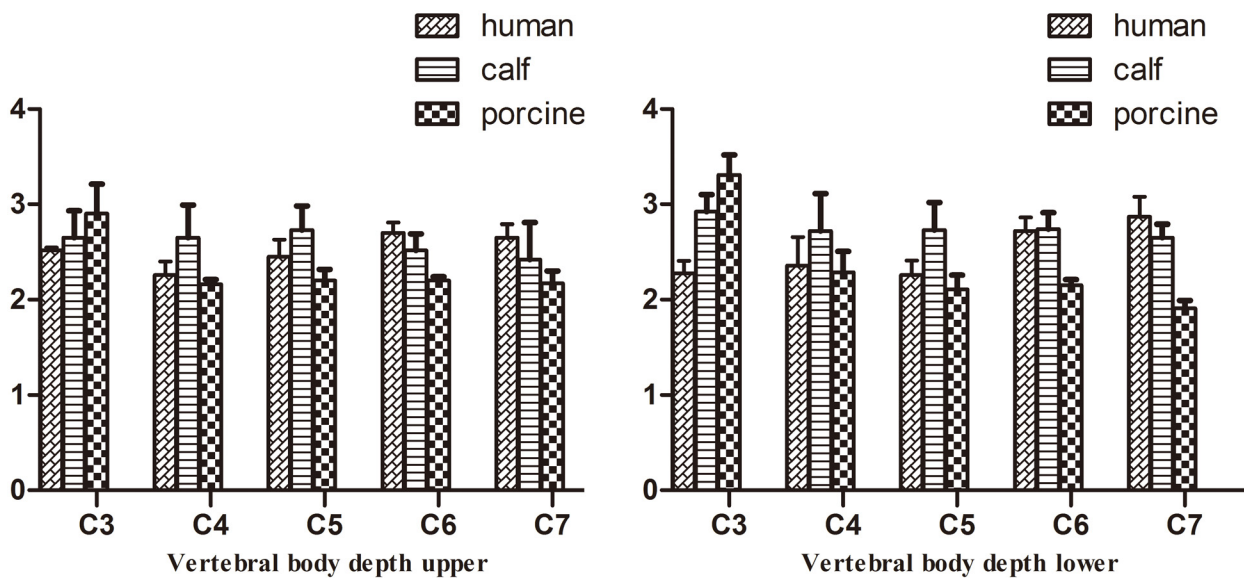 human
calf
porcine
4
3
2
1
0
C3 C4 C5 C6 C7
Vertebral body depth upper
human
calf
porcine
4
3
2
1
0
C3 C4 C5 C6 C7
Vertebral body depth lower